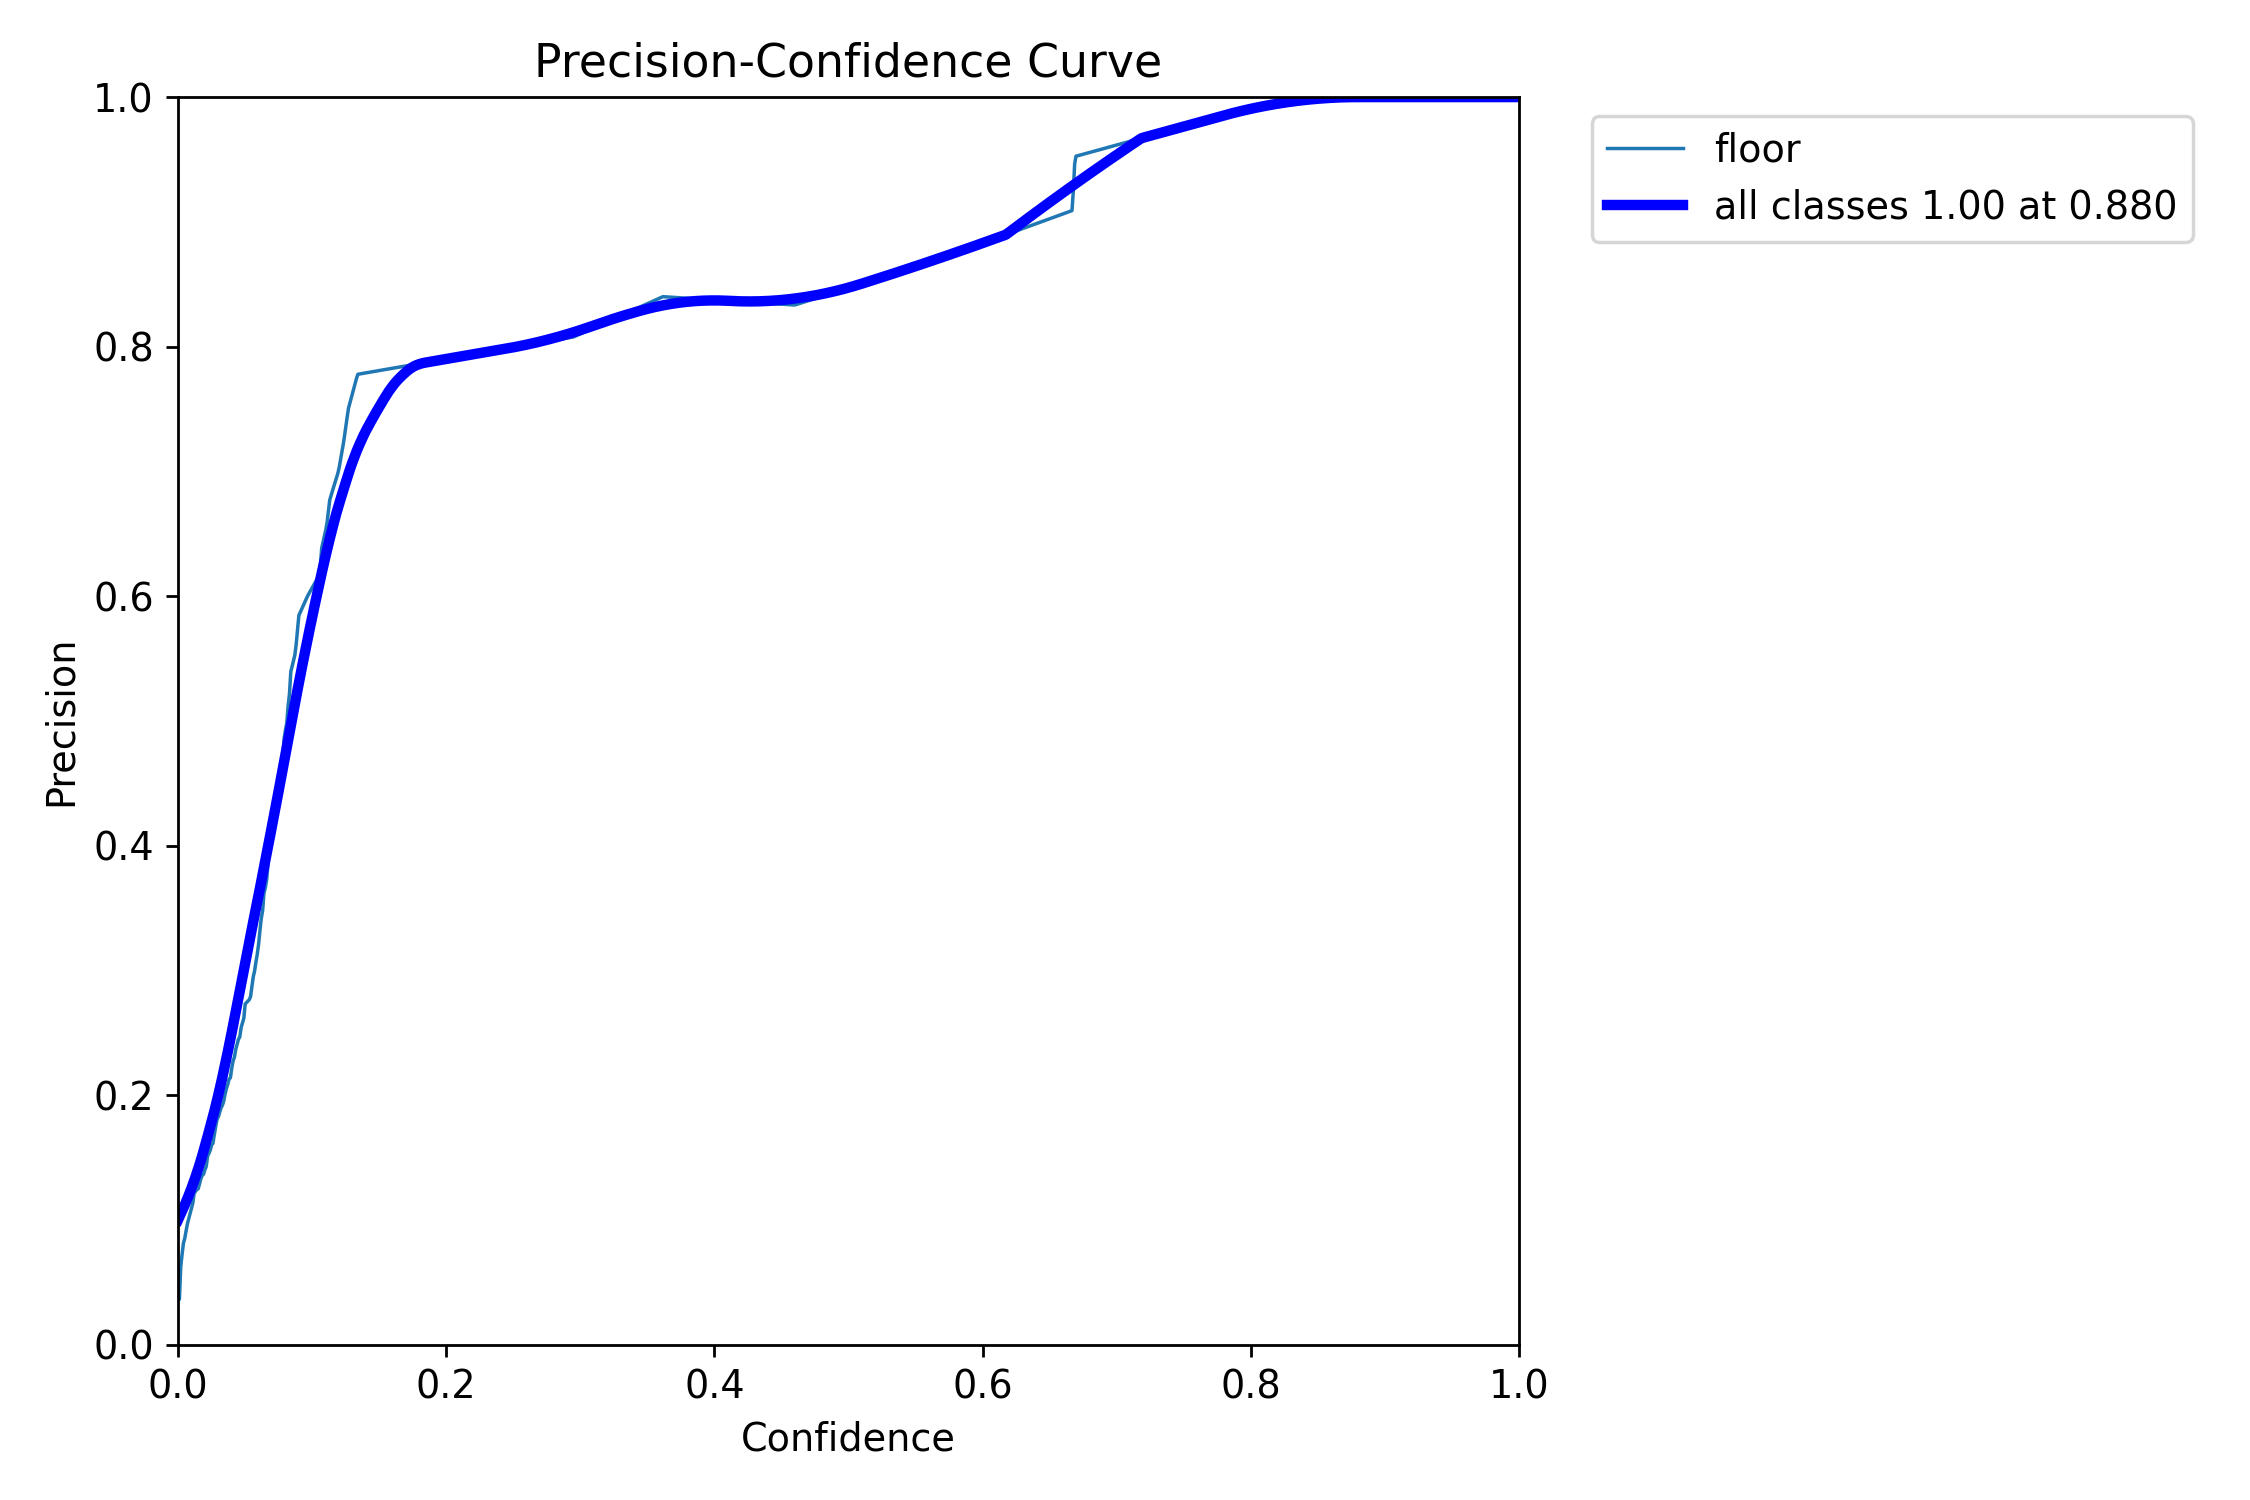 Precision-Confidence Curve
1.0
0.8
0.6
0.4
0.2
0.0
Precision
0.0 0.2 0.4 0.6 0.8 1.0
Confidence
floor
all classes 1.00 at 0.880